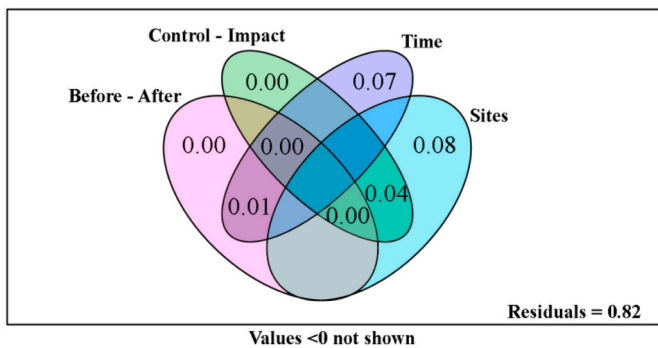 Control - Impact
Time
Before - After
Sites
0.00
0.07
0.00
0.00
0.08
0.01
0.04
0.00
Residuals = 0.82
Values <0 not shown